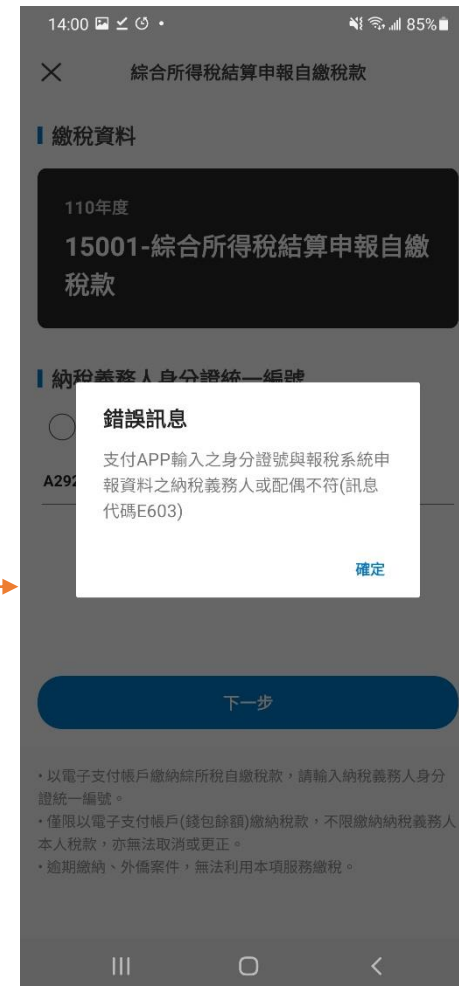 14:00
85%
綜合所得稅結算申報自繳稅款
繳稅資料
110年度
15001-綜合所得稅結算申報自繳
稅款
納稅義務人身分證統一編號
錯誤訊息
支付APP輸入之身分證號與報稅系統申
報資料之納稅義務人或配偶不符(訊息
代碼E603)
A292
確定
下一步
•以電子支付帳戶繳納綜所稅自繳稅款，請輸入納稅義務人身分
證統一編號。
•僅限以電子支付帳戶(錢包餘額)繳納稅款，不限繳納納稅義務人
本人稅款，亦無法取消或更正。
•逾期繳納、外僑案件，無法利用本項服務繳稅。